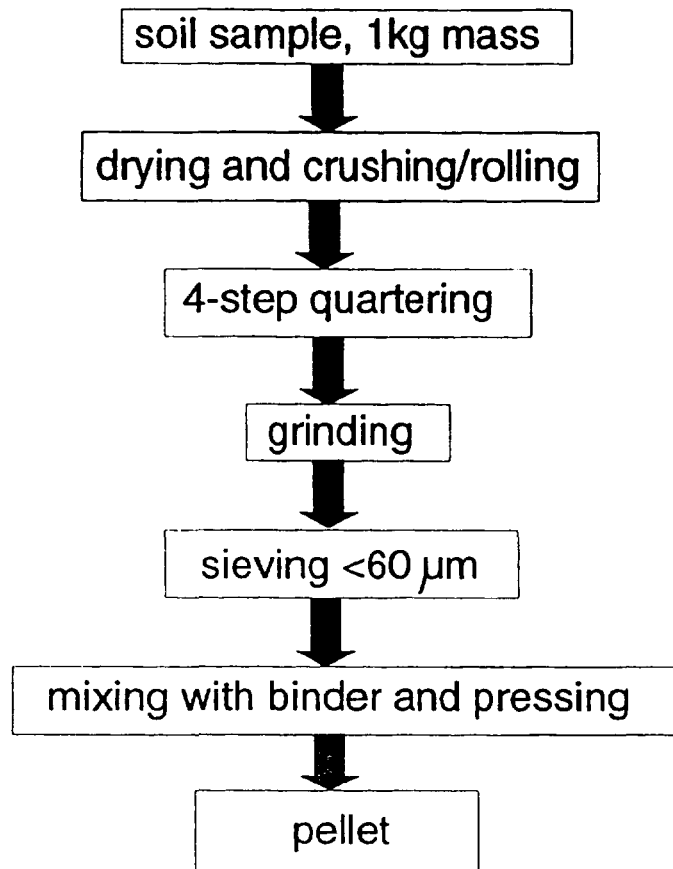 soil sample, 1kg mass
drying and crushing/rolling
4-step quartering
grinding
sieving <60 µm
mixing with binder and pressing
pellet